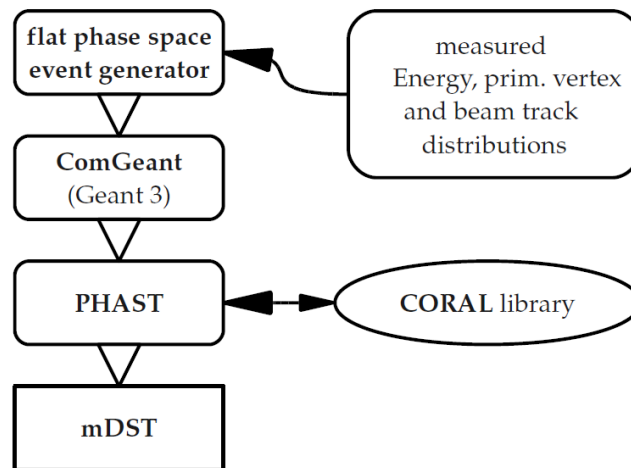 flat phase space
event generator
measured
Energy, prim. vertex
and beam track
distributions
ComGeant
(Geant 3)
PHAST
CORAL library
mDST